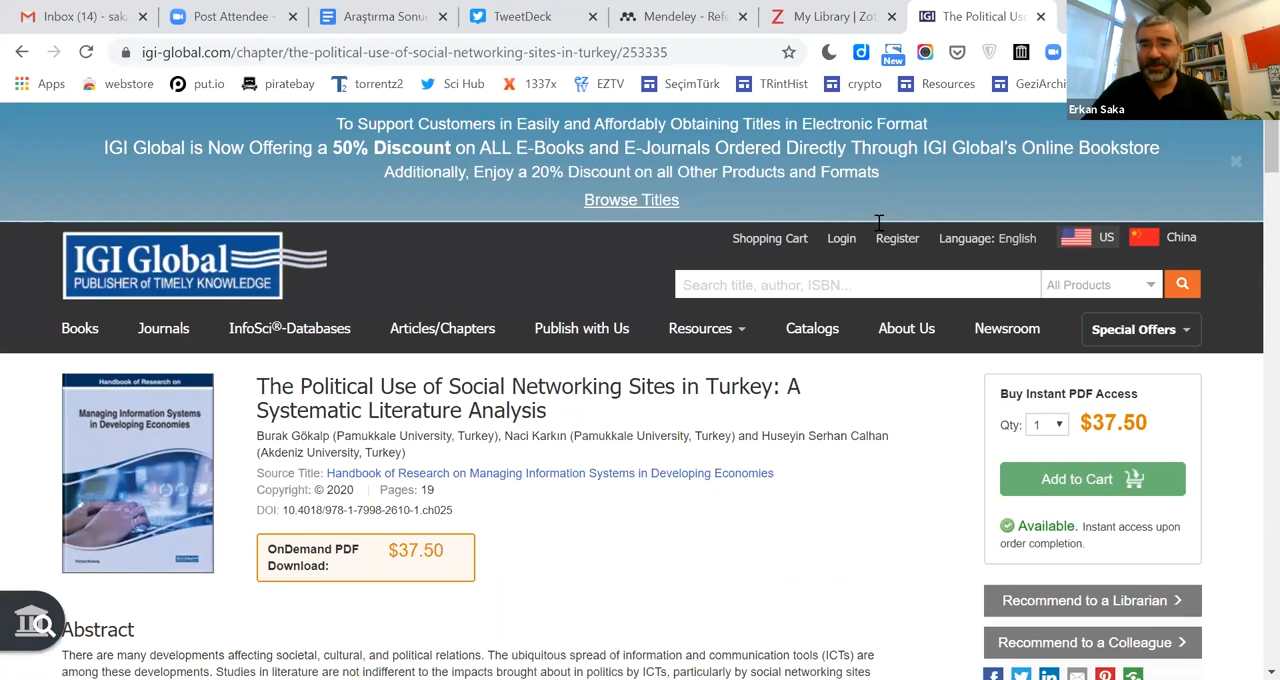 Inbox (14) - sak
Post Attendee -
Araştırma Sonu
TweetDeck
Mendeley - Refe
My Library | Zot
IGI
The Political Use
igi-global.com/chapter/the-political-use-of-social-networking-sites-in-turkey/253335
New
Apps
webstore
put.io
piratebay
torrentz2
Sci Hub
1337x
EZTV
SeçimTürk
TRintHist
crypto
Resources
GeziArchi
Erkan Saka
To Support Customers in Easily and Affordably Obtaining Titles in Electronic Format
IGI Global is Now Offering a 50% Discount on ALL E-Books and E-Journals Ordered Directly Through IGI Global's Online Bookstore
Additionally, Enjoy a 20% Discount on all Other Products and Formats
Browse Titles
Shopping Cart Login Register Language: English US China
IGI Global
PUBLISHER of TIMELY KNOWLEDGE
Search title, author, ISBN...
All Products
Books Journals InfoSci®-Databases Articles/Chapters Publish with Us Resources Catalogs About Us Newsroom Special Offers
Handbook of Research on
Managing Information Systems
in Developing Economies
The Political Use of Social Networking Sites in Turkey: A
Systematic Literature Analysis
Burak Gökalp (Pamukkale University, Turkey), Naci Karkın (Pamukkale University, Turkey) and Huseyin Serhan Calhan
(Akdeniz University, Turkey)
Source Title: Handbook of Research on Managing Information Systems in Developing Economies
Copyright: © 2020 | Pages: 19
DOI: 10.4018/978-1-7998-2610-1.ch025
OnDemand PDF
Download:
$37.50
Buy Instant PDF Access
Qty: 1 $37.50
Add to Cart
Available. Instant access upon
order completion.
Recommend to a Librarian
Recommend to a Colleague
Abstract
There are many developments affecting societal, cultural, and political relations. The ubiquitous spread of information and communication tools (ICTs) are
among these developments. Studies in literature are not indifferent to the impacts brought about in politics by ICTs, particularly by social networking sites